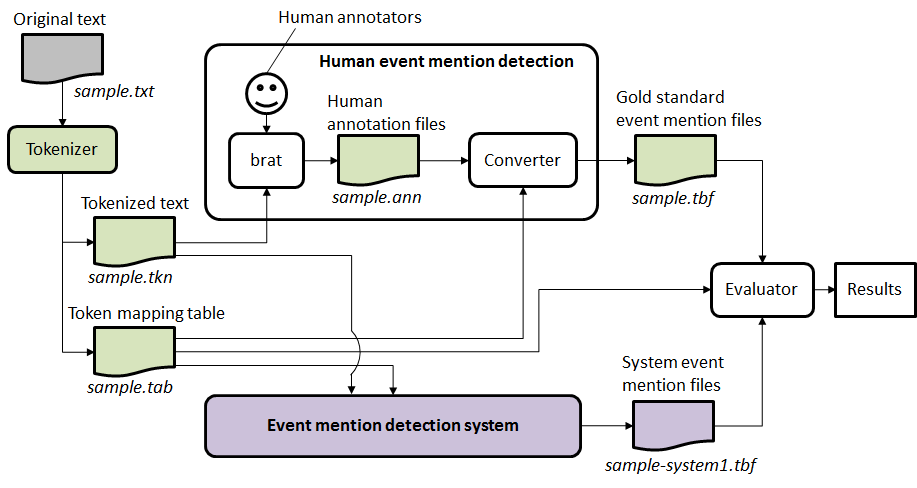 Original text
sample.txt
Tokenizer
Human annotators
Human event mention detection
brat
Human
annotation files
sample.ann
Converter
Gold standard
event mention files
sample.tbf
Tokenized text
sample.tkn
Token mapping table
sample.tab
Evaluator
Results
Event mention detection system
System event
mention files
sample-system1.tbf